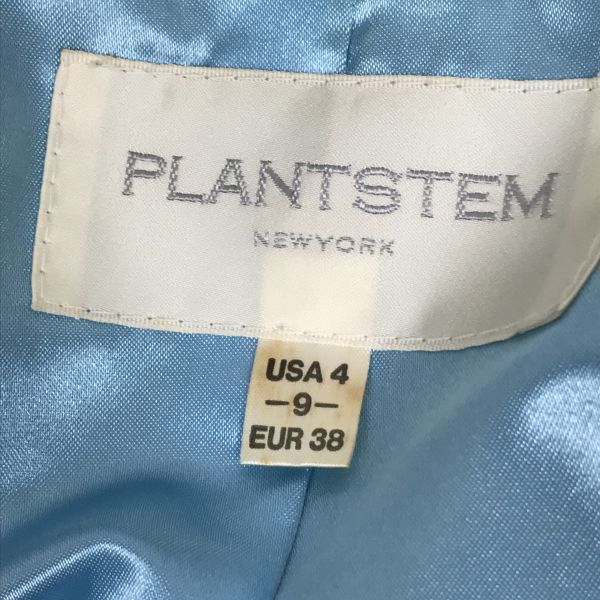 PLANTSTEM
NEWYORK
USA 4
-9-
EUR 38